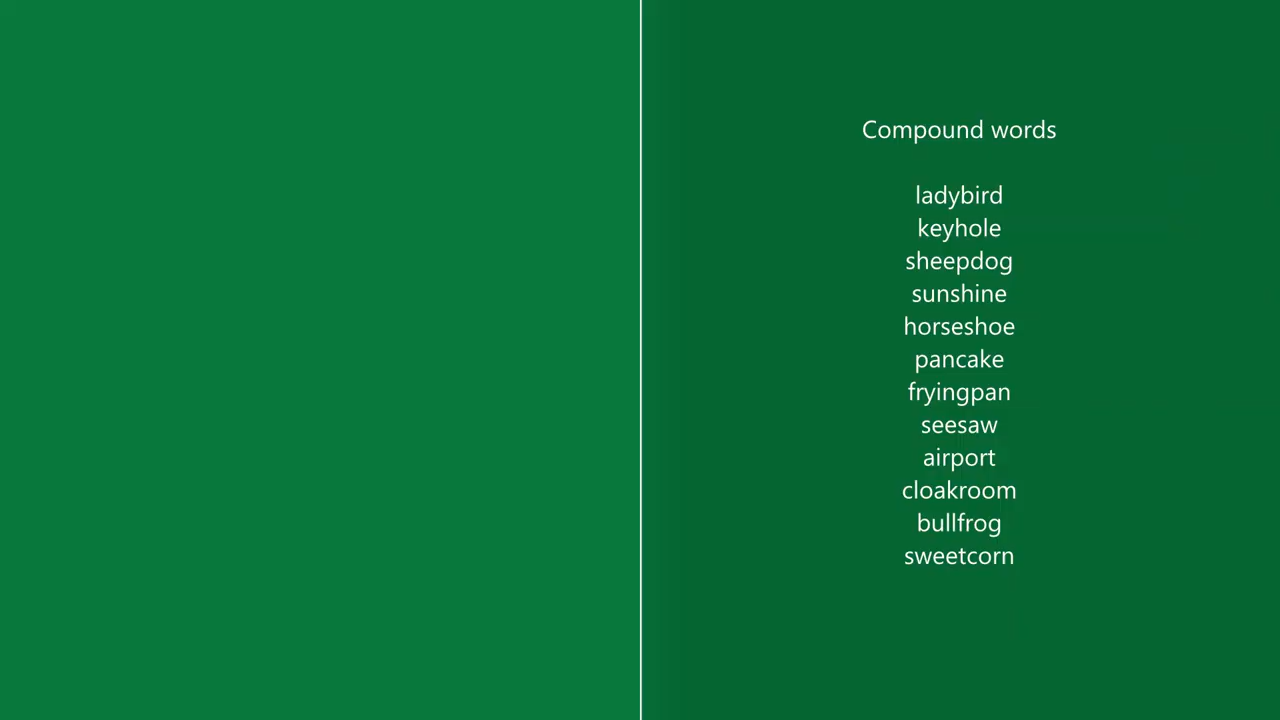 Compound words
ladybird
keyhole
sheepdog
sunshine
horseshoe
pancake
fryingpan
seesaw
airport
cloakroom
bullfrog
sweetcorn